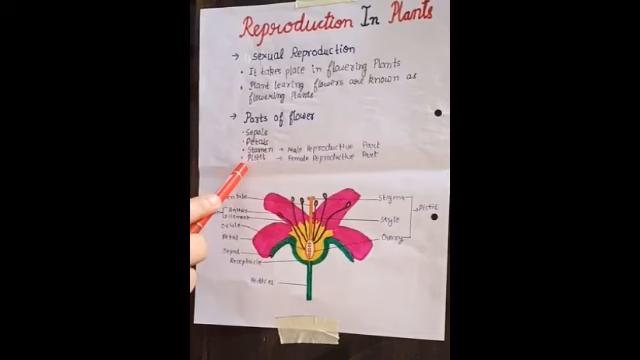 Reproduction In Plants
→ sexual Reproduction
• It takes place in flowering Plants
• Plant bearing flowers are known as
flowering Plants
→ Parts of flower
• Sepals
• Petals
• Stamen → Male Reproductive Part
• Pistil → Female Reproductive Part
Stigma
Pistil
Anther
Filament
Style
Ovule
Petal
Ovary
Sepal
Receptacle